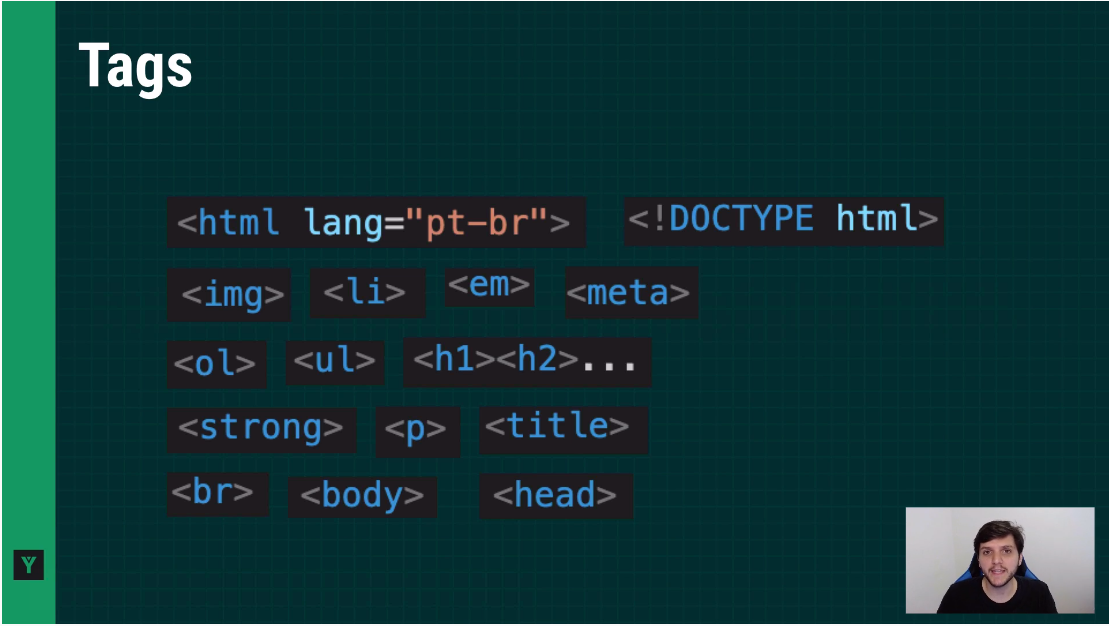 Tags
<html lang="pt-br"> <!DOCTYPE html>
<img> <li> <em> <meta>
<ol> <ul> <h1><h2>...
<strong> <p> <title>
<br> <body> <head>
Y